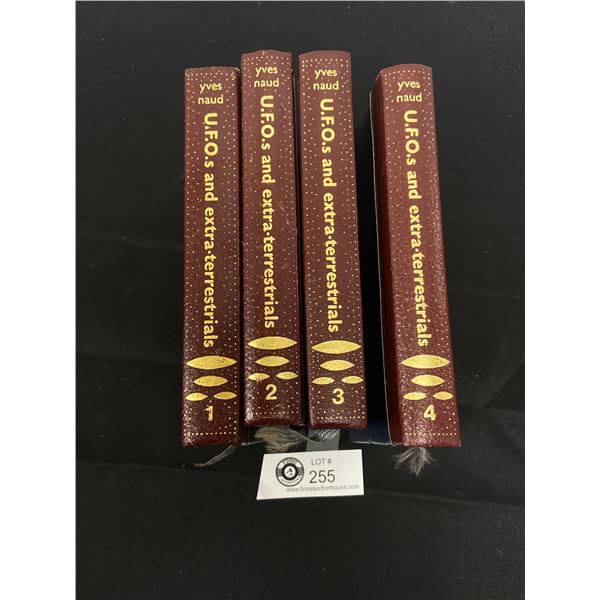 yves
naud
U.F.O.s and extra-terrestrials
1
yves
naud
U.F.O.s and extra-terrestrials
2
yves
naud
U.F.O.s and extra-terrestrials
3
yves
naud
U.F.O.s and extra-terrestrials
4
LOT #
255
www.finnsauctionhouse.com